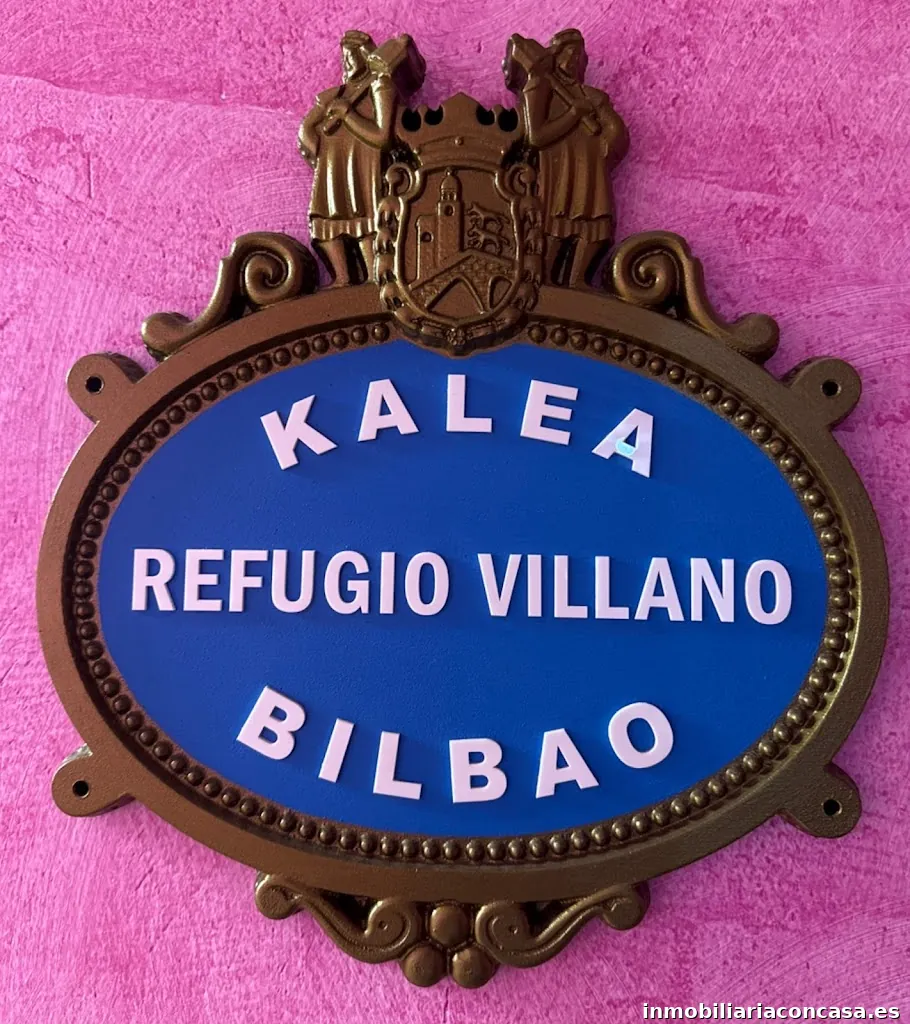 KALEA
REFUGIO VILLANO
BILBAO
inmobiliariaconcasa.es